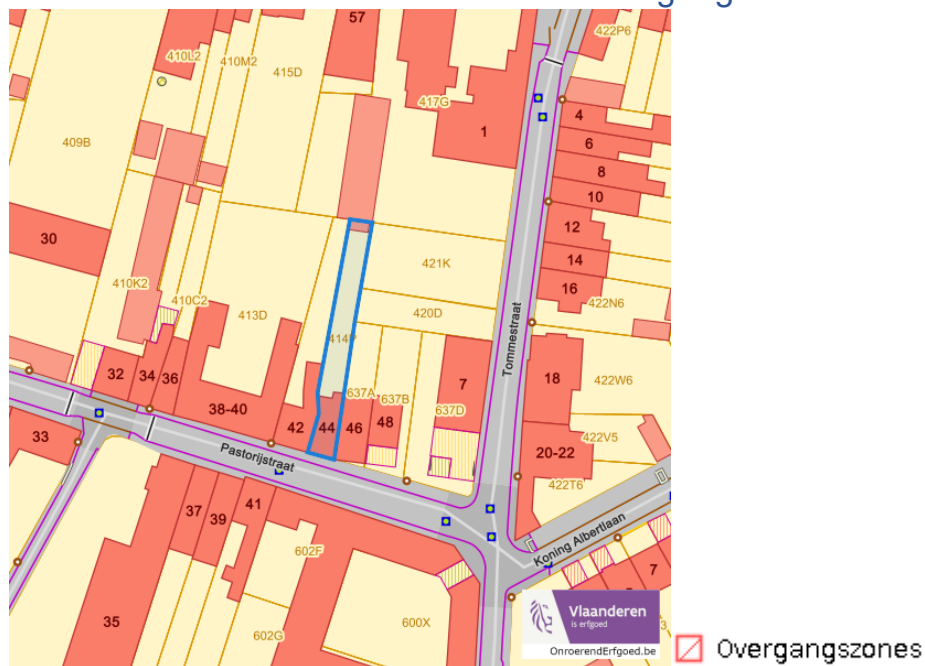 57
422P6
410L2
410M2
415D
417G
4
1
6
409B
8
10
12
30
421K
14
16
410K2
410C2
422N6
413D
420D
Tommestraat
414P
32
34
36
637A
7
18
422W6
637B
38-40
48
637D
42
44
46
33
Pastorijstraat
422V5
20-22
422T6
37
39
41
602F
Koning Albertlaan
7
35
600X
602G
Vlaanderen
is erfgoed
OnroerendErfgoed.be
Overgangszones